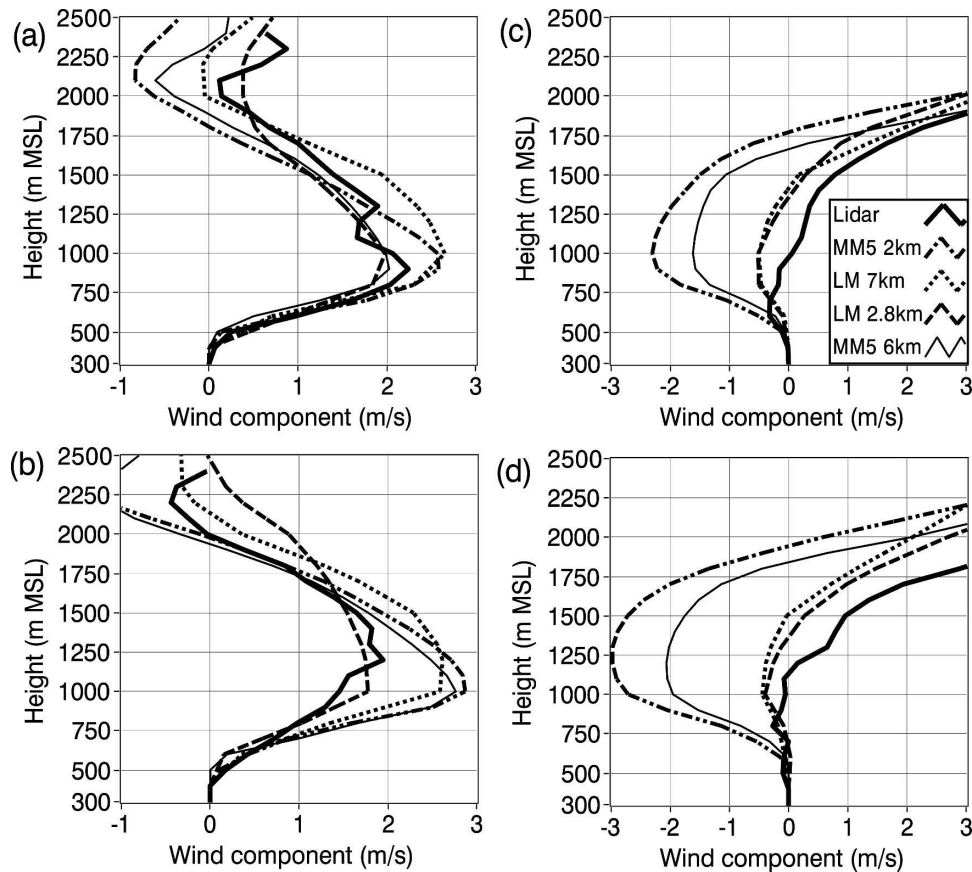 (a)
Height (m MSL)
2500
2250
2000
1750
1500
1250
1000
750
500
300
-1 0 1 2 3
Wind component (m/s)
(c)
Height (m MSL)
2500
2250
2000
1750
1500
1250
1000
750
500
300
-3 -2 -1 0 1 2 3
Wind component (m/s)
Lidar
MM5 2km
LM 7km
LM 2.8km
MM5 6km
(b)
Height (m MSL)
2500
2250
2000
1750
1500
1250
1000
750
500
300
-1 0 1 2 3
Wind component (m/s)
(d)
Height (m MSL)
2500
2250
2000
1750
1500
1250
1000
750
500
300
-3 -2 -1 0 1 2 3
Wind component (m/s)